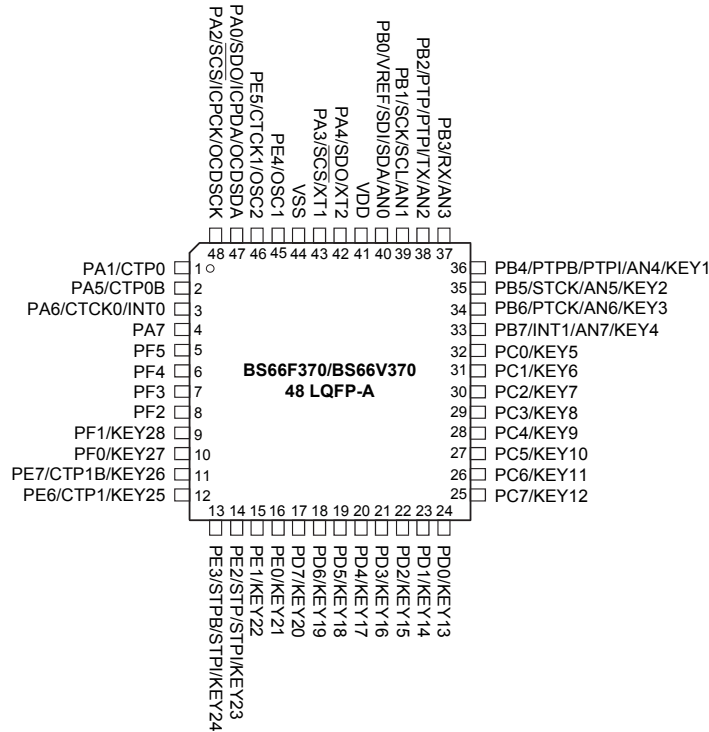 PA2/SCS/ICPCK/OCDSCK
PA0/SDO/ICPDA/OCDSDA
PE5/CTCK1/OSC2
PE4/OSC1
VSS
PA3/SCS/XT1
PA4/SDO/XT2
VDD
PB0/VREF/SDI/SDA/AN0
PB1/SCK/SCL/AN1
PB2/PTP/PTPI/TX/AN2
PB3/RX/AN3
48 47 46 45 44 43 42 41 40 39 38 37
PA1/CTP0 1
PA5/CTP0B 2
PA6/CTCK0/INT0 3
PA7 4
PF5 5
PF4 6
PF3 7
PF2 8
PF1/KEY28 9
PF0/KEY27 10
PE7/CTP1B/KEY26 11
PE6/CTP1/KEY25 12
BS66F370/BS66V370
48 LQFP-A
36 PB4/PTPB/PTPI/AN4/KEY1
35 PB5/STCK/AN5/KEY2
34 PB6/PTCK/AN6/KEY3
33 PB7/INT1/AN7/KEY4
32 PC0/KEY5
31 PC1/KEY6
30 PC2/KEY7
29 PC3/KEY8
28 PC4/KEY9
27 PC5/KEY10
26 PC6/KEY11
25 PC7/KEY12
13 14 15 16 17 18 19 20 21 22 23 24
PE3/STPB/STPI/KEY24
PE2/STP/STPI/KEY23
PE1/KEY22
PE0/KEY21
PD7/KEY20
PD6/KEY19
PD5/KEY18
PD4/KEY17
PD3/KEY16
PD2/KEY15
PD1/KEY14
PD0/KEY13